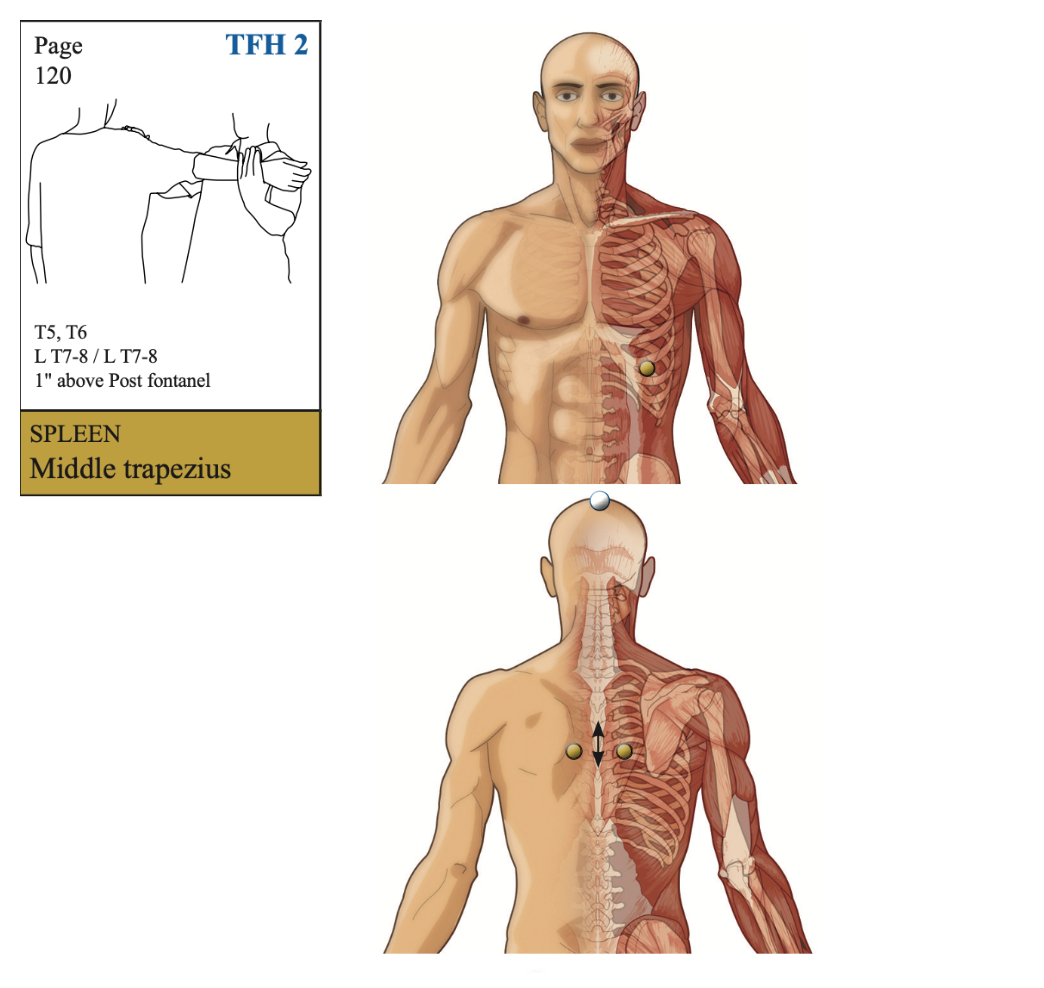 Page TFH 2
120
T5, T6
L T7-8 / L T7-8
1" above Post fontanel
SPLEEN
Middle trapezius